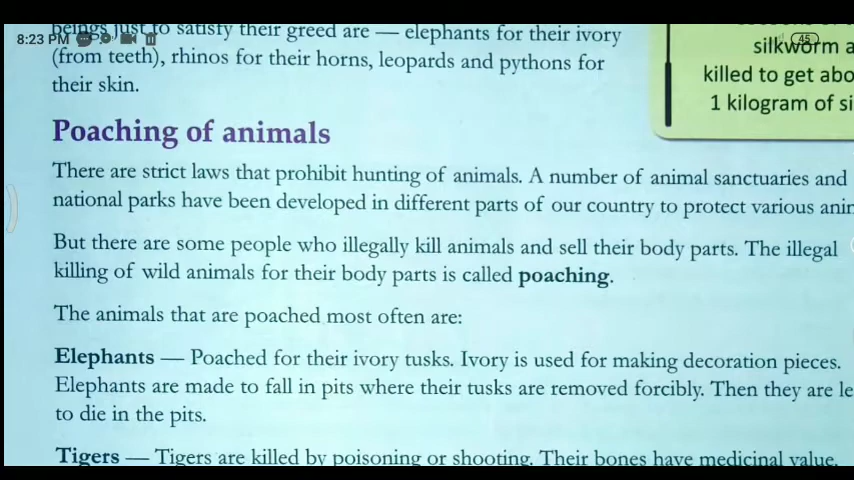 beings just to satisfy their greed are — elephants for their ivory
8:23 PM
45
(from teeth), rhinos for their horns, leopards and pythons for
their skin.
silkworm a
killed to get abo
1 kilogram of si
Poaching of animals
There are strict laws that prohibit hunting of animals. A number of animal sanctuaries and
national parks have been developed in different parts of our country to protect various anim
But there are some people who illegally kill animals and sell their body parts. The illegal
killing of wild animals for their body parts is called poaching.
The animals that are poached most often are:
Elephants — Poached for their ivory tusks. Ivory is used for making decoration pieces.
Elephants are made to fall in pits where their tusks are removed forcibly. Then they are le
to die in the pits.
Tigers — Tigers are killed by poisoning or shooting. Their bones have medicinal value.